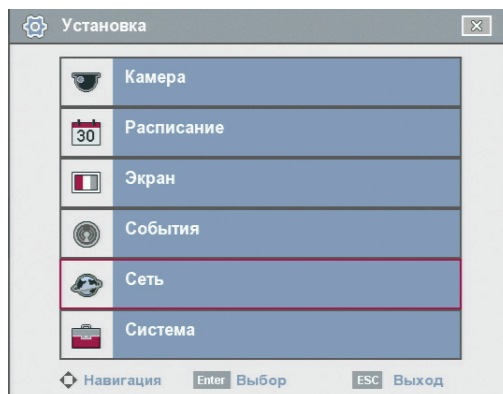 Установка
Камера
30 Расписание
Экран
События
Сеть
Система
Навигация Enter Выбор ESC Выход